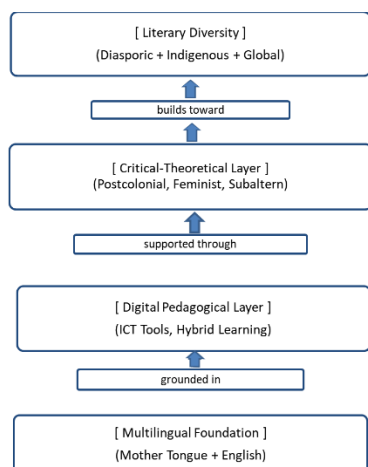 [ Literary Diversity ]
(Diasporic + Indigenous + Global)
builds toward
[ Critical-Theoretical Layer ]
(Postcolonial, Feminist, Subaltern)
supported through
[ Digital Pedagogical Layer ]
(ICT Tools, Hybrid Learning)
grounded in
[ Multilingual Foundation ]
(Mother Tongue + English)